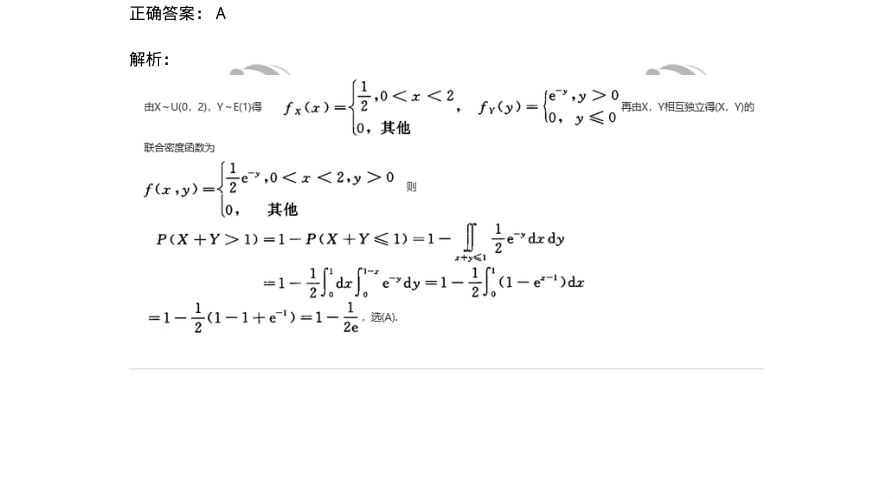 正确答案： A
解析：
由X~U(0，2)，Y~E(1)得 f_X(x)={1/2,0＜x＜2, 0，其他， f_Y(y)={e^{-y},y＞0 0，y⩽0 再由X，Y相互独立得(X，Y)的
联合密度函数为
f(x,y)={1/2 e^{-y},0＜x＜2,y＞0 0， 其他 则
P(X+Y＞1)=1-P(X+Y⩽1)=1-∬_{x+y⩽1} 1/2 e^{-y}dxdy
=1-1/2∫_0^1 dx∫_0^{1-x} e^{-y}dy=1-1/2∫_0^1(1-e^{x-1})dx
=1-1/2(1-1+e^{-1})=1-1/2e，选(A).